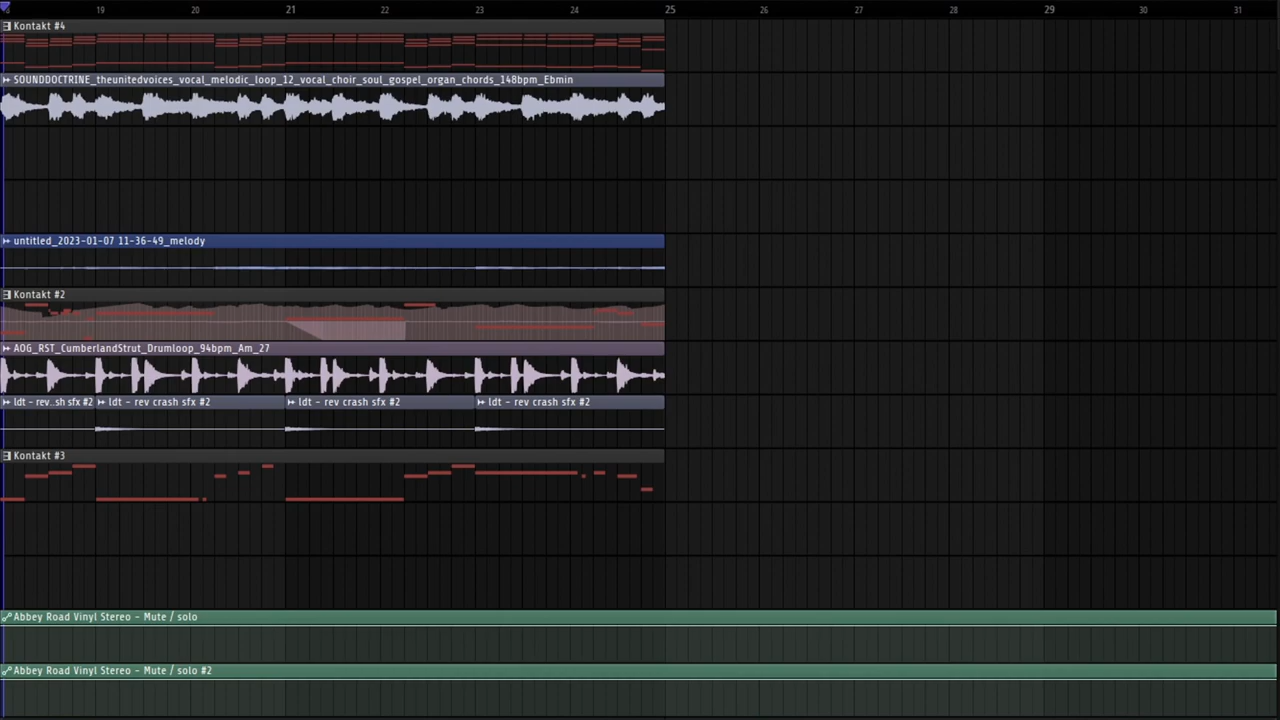 18 19 20 21 22 23 24 25 26 27 28 29 30 31
Kontakt #4
SOUNDDOCTRINE_theunitedvoices_vocal_melodic_loop_12_vocal_choir_soul_gospel_organ_chords_148bpm_Ebmin
untitled_2023-01-07 11-36-49_melody
Kontakt #2
AOG_RST_CumberlandStrut_Drumloop_94bpm_Am_27
ldt - rev..sh sfx #2 ldt - rev crash sfx #2 ldt - rev crash sfx #2 ldt - rev crash sfx #2
Kontakt #3
Abbey Road Vinyl Stereo - Mute / solo
Abbey Road Vinyl Stereo - Mute / solo #2